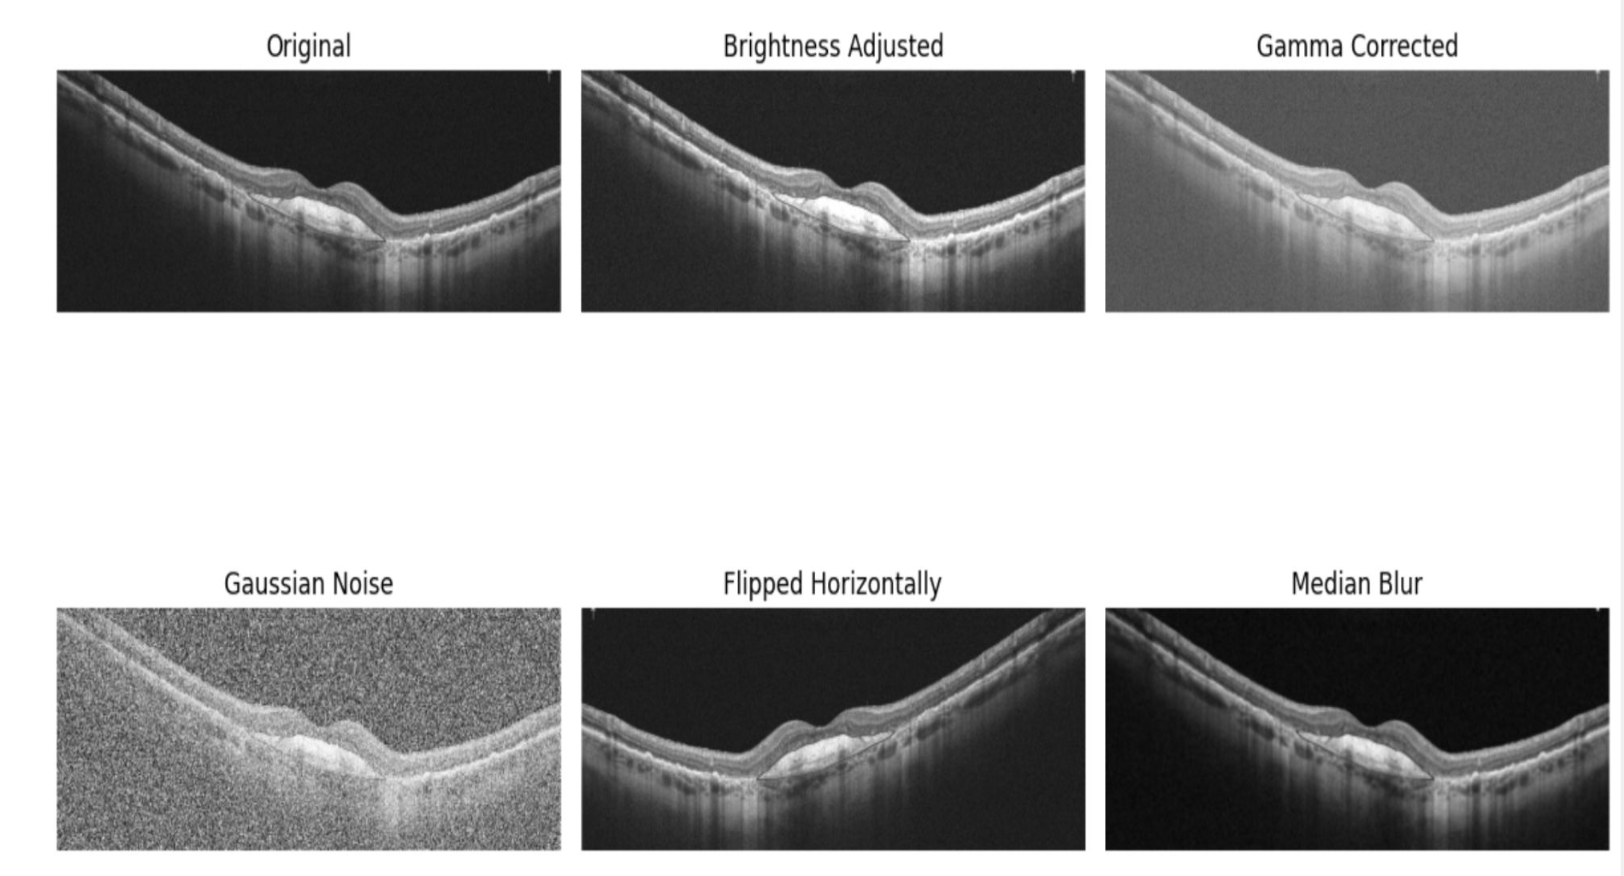 Original
Brightness Adjusted
Gamma Corrected
Gaussian Noise
Flipped Horizontally
Median Blur